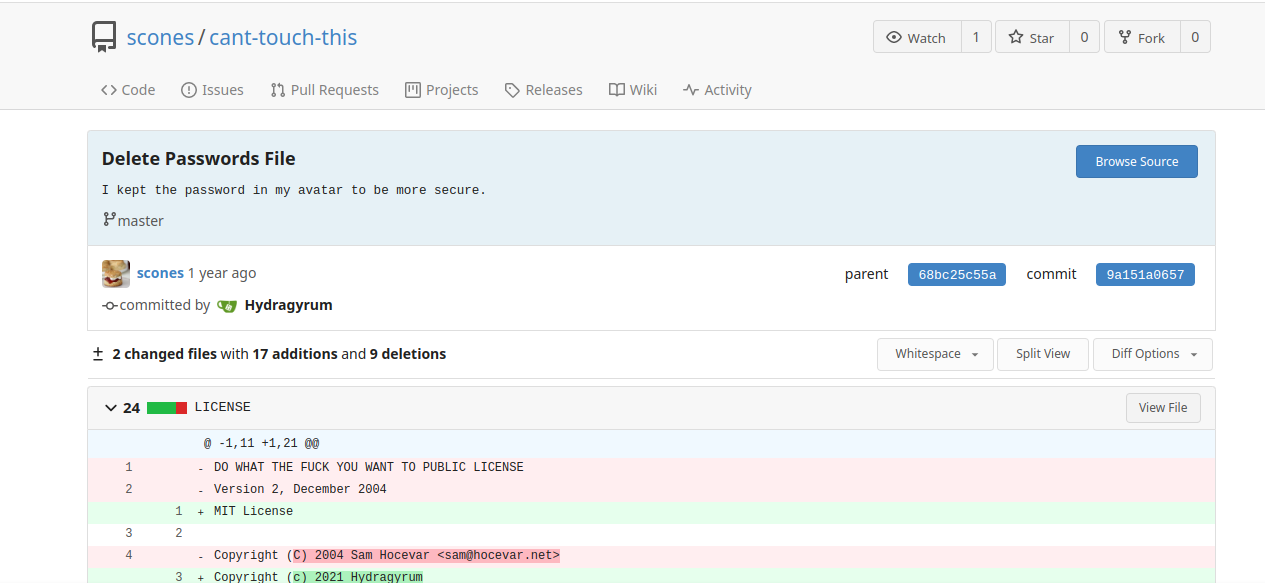 scones / cant-touch-this
Watch 1 Star 0 Fork 0
Code Issues Pull Requests Projects Releases Wiki Activity
Delete Passwords File
Browse Source
I kept the password in my avatar to be more secure.
master
scones 1 year ago parent 68bc25c55a commit 9a151a0657
committed by Hydragyrum
2 changed files with 17 additions and 9 deletions
Whitespace Split View Diff Options
24 LICENSE View File
@ -1,11 +1,21 @@
1 - DO WHAT THE FUCK YOU WANT TO PUBLIC LICENSE
2 - Version 2, December 2004
1 + MIT License
3 2
4 - Copyright (C) 2004 Sam Hocevar <sam@hocevar.net>
3 + Copyright (c) 2021 Hydragyrum